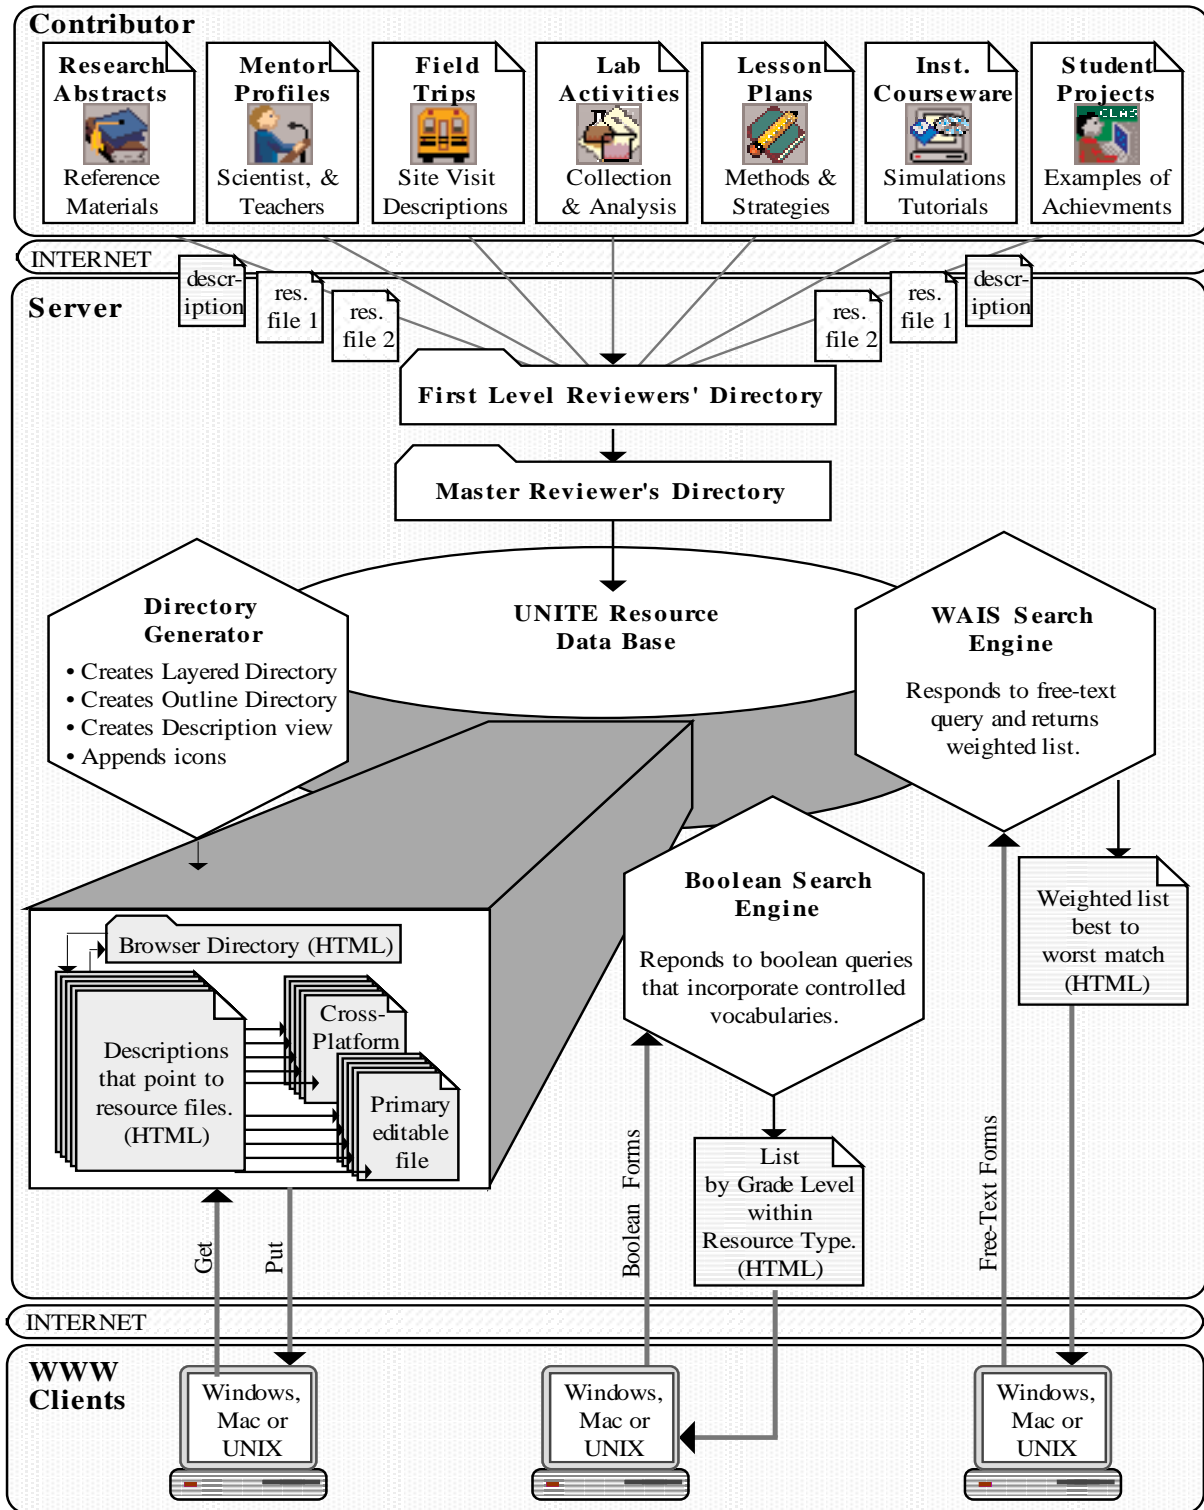 Contributor
Research
Abstracts
Reference
Materials
Mentor
Profiles
Scientist, &
Teachers
Field
Trips
Site Visit
Descriptions
Lab
Activities
Collection
& Analysis
Lesson
Plans
Methods &
Strategies
Inst.
Courseware
Simulations
Tutorials
Student
Projects
CLAS
Examples of
Achievments
INTERNET
Server
descr-
iption
res.
file 1
res.
file 2
res.
file 2
res.
file 1
descr-
iption
First Level Reviewers' Directory
Master Reviewer's Directory
Directory
Generator
• Creates Layered Directory
• Creates Outline Directory
• Creates Description view
• Appends icons
UNITE Resource
Data Base
WAIS Search
Engine
Responds to free-text
query and returns
weighted list.
Boolean Search
Engine
Reponds to boolean queries
that incorporate controlled
vocabularies.
Weighted list
best to
worst match
(HTML)
Browser Directory (HTML)
Descriptions
that point to
resource files.
(HTML)
Cross-
Platform
Primary
editable
file
List
by Grade Level
within
Resource Type.
(HTML)
Get
Put
Boolean Forms
Free-Text Forms
INTERNET
WWW
Clients
Windows,
Mac or
UNIX
Windows,
Mac or
UNIX
Windows,
Mac or
UNIX